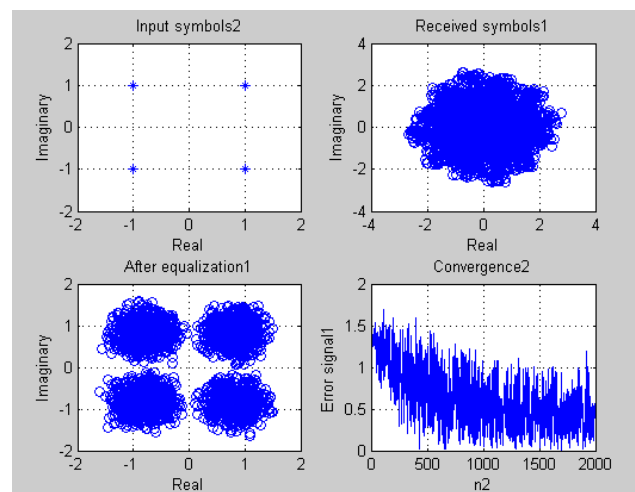 Input symbols2
2
1
0
-1
-2
Imaginary
-2 -1 0 1 2
Real
Received symbols1
4
2
0
-2
-4
Imaginary
-4 -2 0 2 4
Real
After equalization1
2
1
0
-1
-2
Imaginary
-2 -1 0 1 2
Real
Convergence2
2
1.5
1
0.5
0
Error signal1
0 500 1000 1500 2000
n2